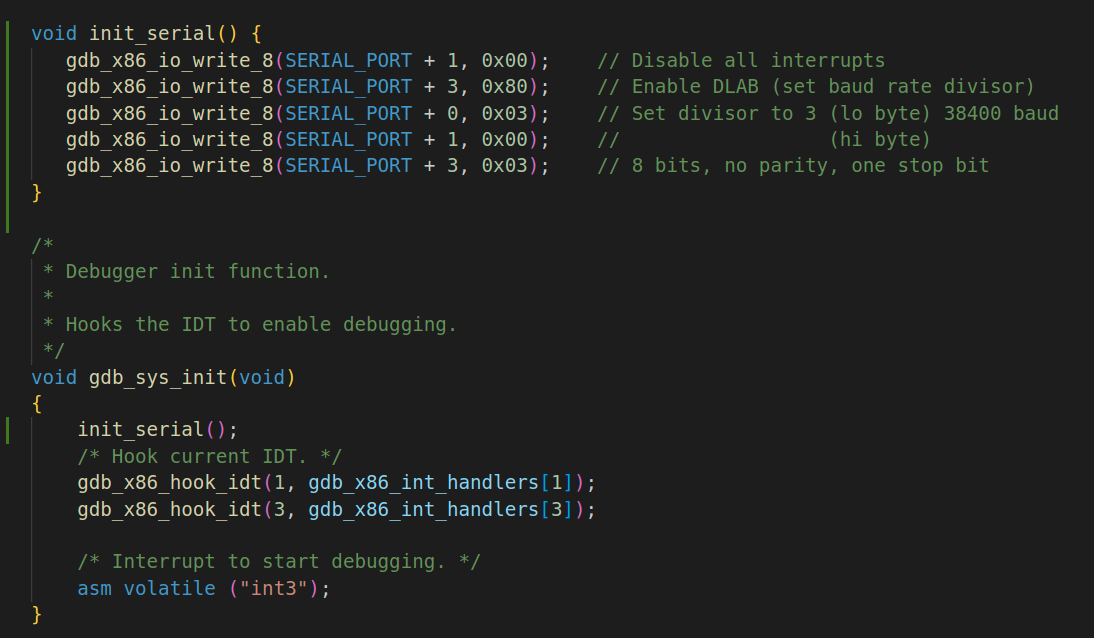 void init_serial() {
   gdb_x86_io_write_8(SERIAL_PORT + 1, 0x00);    // Disable all interrupts
   gdb_x86_io_write_8(SERIAL_PORT + 3, 0x80);    // Enable DLAB (set baud rate divisor)
   gdb_x86_io_write_8(SERIAL_PORT + 0, 0x03);    // Set divisor to 3 (lo byte) 38400 baud
   gdb_x86_io_write_8(SERIAL_PORT + 1, 0x00);    //                  (hi byte)
   gdb_x86_io_write_8(SERIAL_PORT + 3, 0x03);    // 8 bits, no parity, one stop bit
}

/*
 * Debugger init function.
 *
 * Hooks the IDT to enable debugging.
 */
void gdb_sys_init(void)
{
    init_serial();
    /* Hook current IDT. */
    gdb_x86_hook_idt(1, gdb_x86_int_handlers[1]);
    gdb_x86_hook_idt(3, gdb_x86_int_handlers[3]);

    /* Interrupt to start debugging. */
    asm volatile ("int3");
}